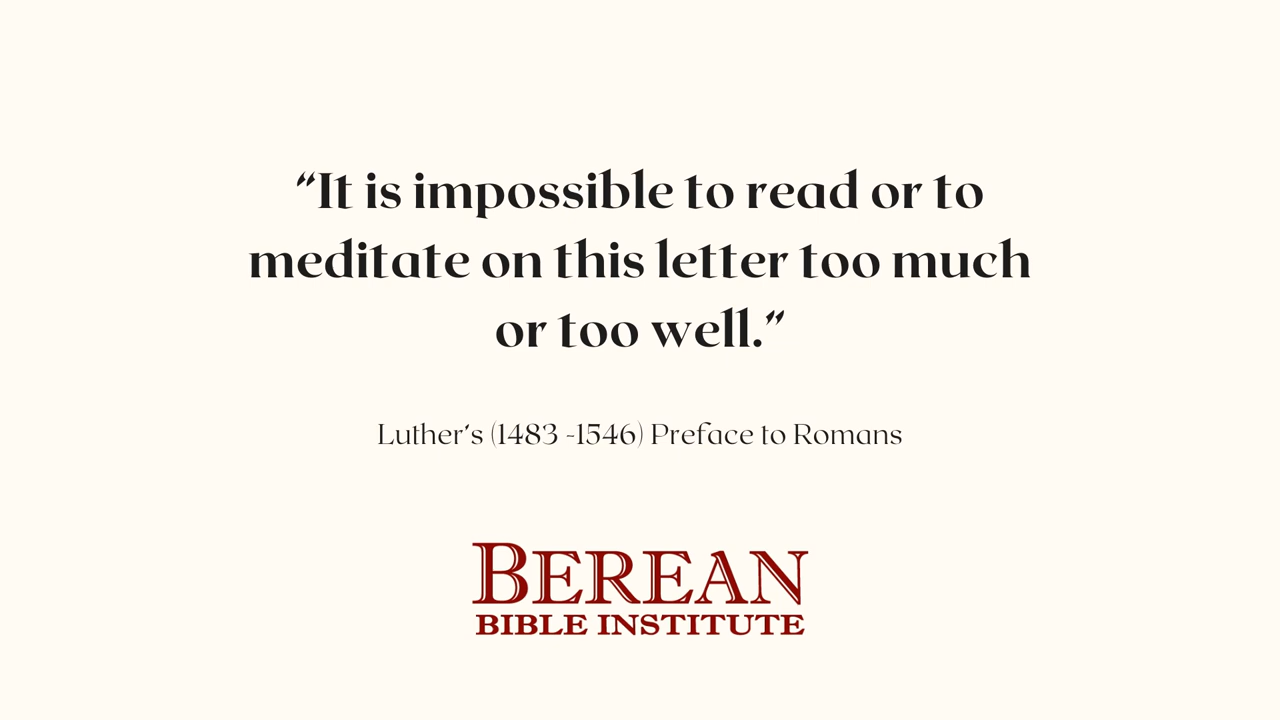 “It is impossible to read or to
meditate on this letter too much
or too well.”
Luther’s (1483 -1546) Preface to Romans
BEREAN
BIBLE INSTITUTE